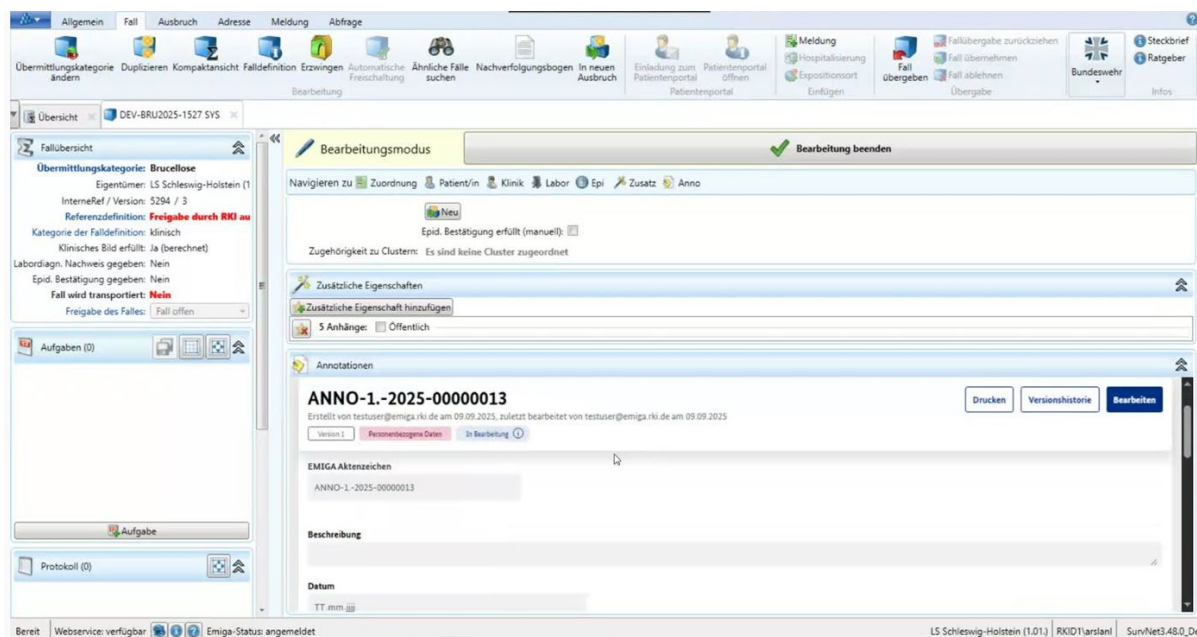 Allgemein Fall Ausbruch Adresse Meldung Abfrage
Übermittlungskategorie ändern
Duplizieren
Kompaktansicht
Falldefinition
Erzwingen
Automatische Freischaltung
Ähnliche Fälle suchen
Nachverfolgungsbogen
In neuen Ausbruch
Bearbeitung
Einladung zum Patientenportal
Patientenportal öffnen
Patientenportal
Meldung
Hospitalisierung
Expositionsort
Einfügen
Fall übergeben
Fallübergabe zurückziehen
Fall übernehmen
Fall ablehnen
Übergabe
Bundeswehr
Steckbrief
Ratgeber
Infos
Übersicht
DEV-BRU2025-1527 SYS
Fallübersicht
Übermittlungskategorie: Brucellose
Eigentümer: LS Schleswig-Holstein (1
InterneRef / Version: 5294 / 3
Referenzdefinition: Freigabe durch RKI au
Kategorie der Falldefinition: klinisch
Klinisches Bild erfüllt: Ja (berechnet)
Labordiagn. Nachweis gegeben: Nein
Epid. Bestätigung gegeben: Nein
Fall wird transportiert: Nein
Freigabe des Falles: Fall offen
Aufgaben (0)
Aufgabe
Protokoll (0)
Bearbeitungsmodus
Bearbeitung beenden
Navigieren zu Zuordnung Patient/in Klinik Labor Epi Zusatz Anno
Neu
Epid. Bestätigung erfüllt (manuell):
Zugehörigkeit zu Clustern: Es sind keine Cluster zugeordnet
Zusätzliche Eigenschaften
Zusätzliche Eigenschaft hinzufügen
5 Anhänge: Öffentlich
Annotationen
ANNO-1.-2025-00000013
Drucken Versionshistorie Bearbeiten
Erstellt von testuser@emiga.rki.de am 09.09.2025, zuletzt bearbeitet von testuser@emiga.rki.de am 09.09.2025
Version 1 Personenbezogene Daten In Bearbeitung
EMIGA Aktenzeichen
ANNO-1.-2025-00000013
Beschreibung
Datum
TT.mm.jjjj
Bereit Webservice: verfügbar Emiga-Status: angemeldet
LS Schleswig-Holstein (1.01.) RKID1\arslanl SurvNet3.48.0_De